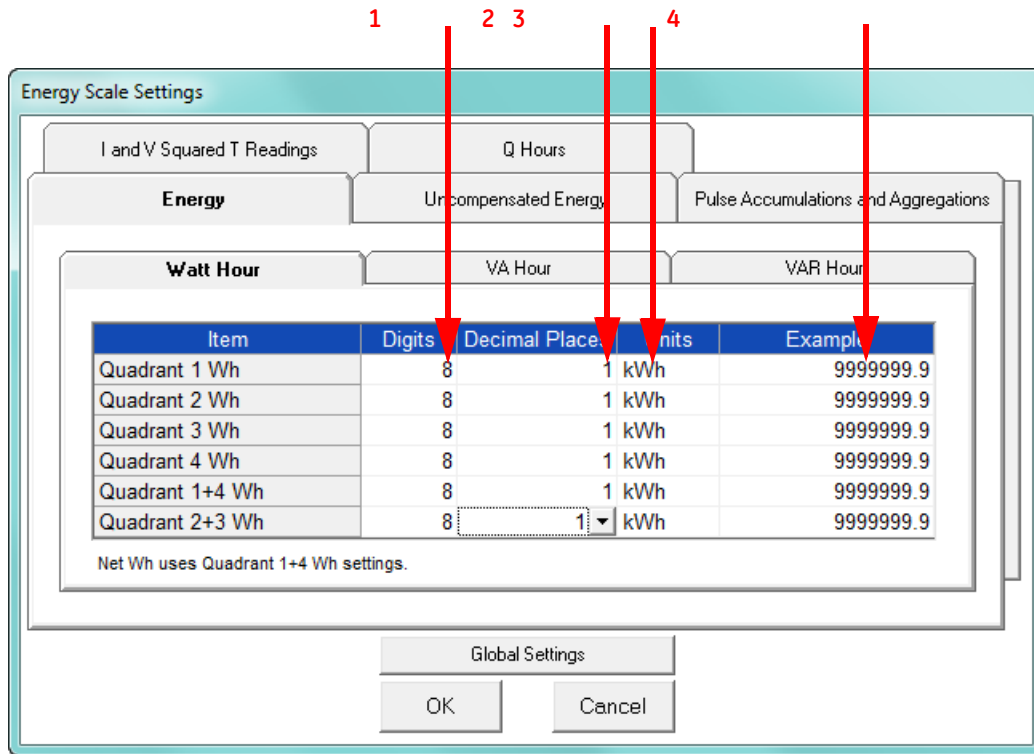 1 2 3 4
Energy Scale Settings
I and V Squared T Readings Q Hours
Energy Uncompensated Energy Pulse Accumulations and Aggregations
Watt Hour VA Hour VAR Hour
Item Digits Decimal Places Units Example
Quadrant 1 Wh 8 1 kWh 9999999.9
Quadrant 2 Wh 8 1 kWh 9999999.9
Quadrant 3 Wh 8 1 kWh 9999999.9
Quadrant 4 Wh 8 1 kWh 9999999.9
Quadrant 1+4 Wh 8 1 kWh 9999999.9
Quadrant 2+3 Wh 8 1 kWh 9999999.9
Net Wh uses Quadrant 1+4 Wh settings.
Global Settings
OK Cancel